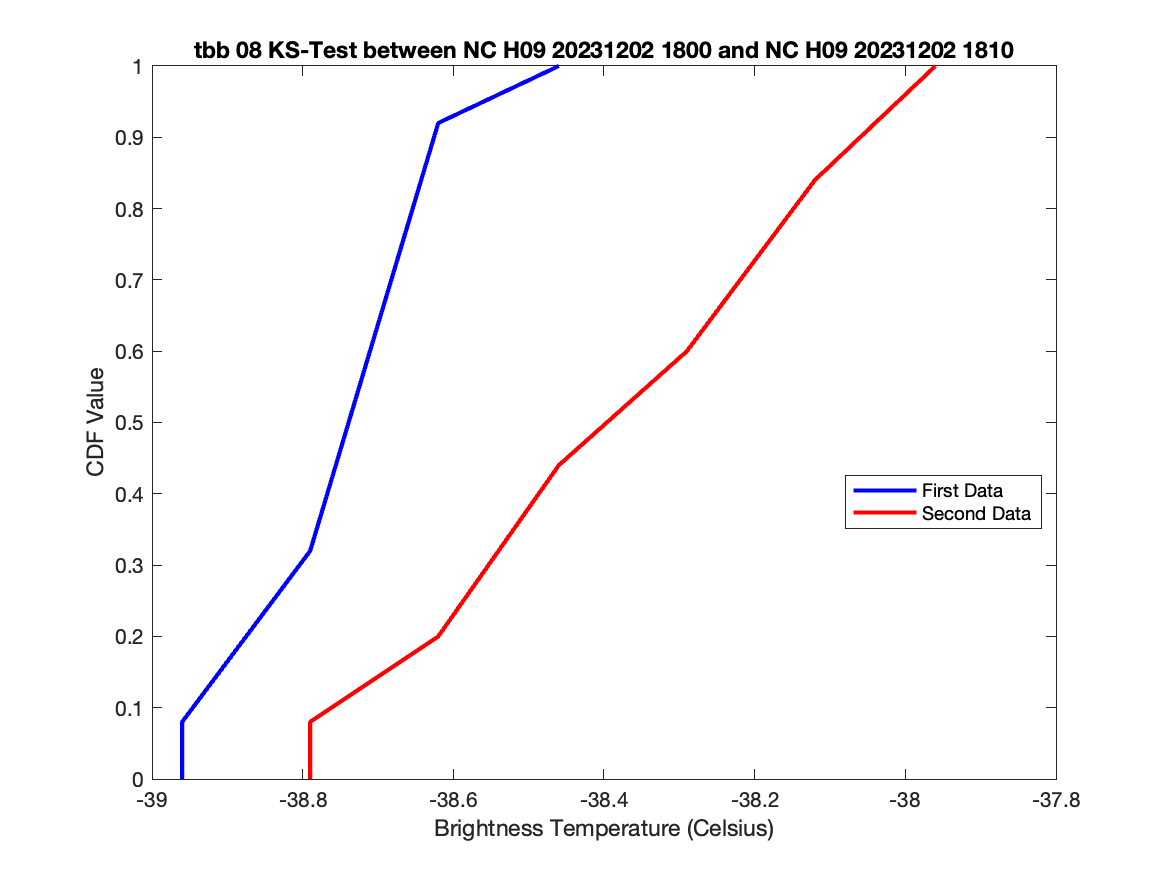 tbb 08 KS-Test between NC H09 20231202 1800 and NC H09 20231202 1810
1
0.9
0.8
0.7
0.6
0.5
0.4
0.3
0.2
0.1
0
CDF Value
First Data
Second Data
-39 -38.8 -38.6 -38.4 -38.2 -38 -37.8
Brightness Temperature (Celsius)